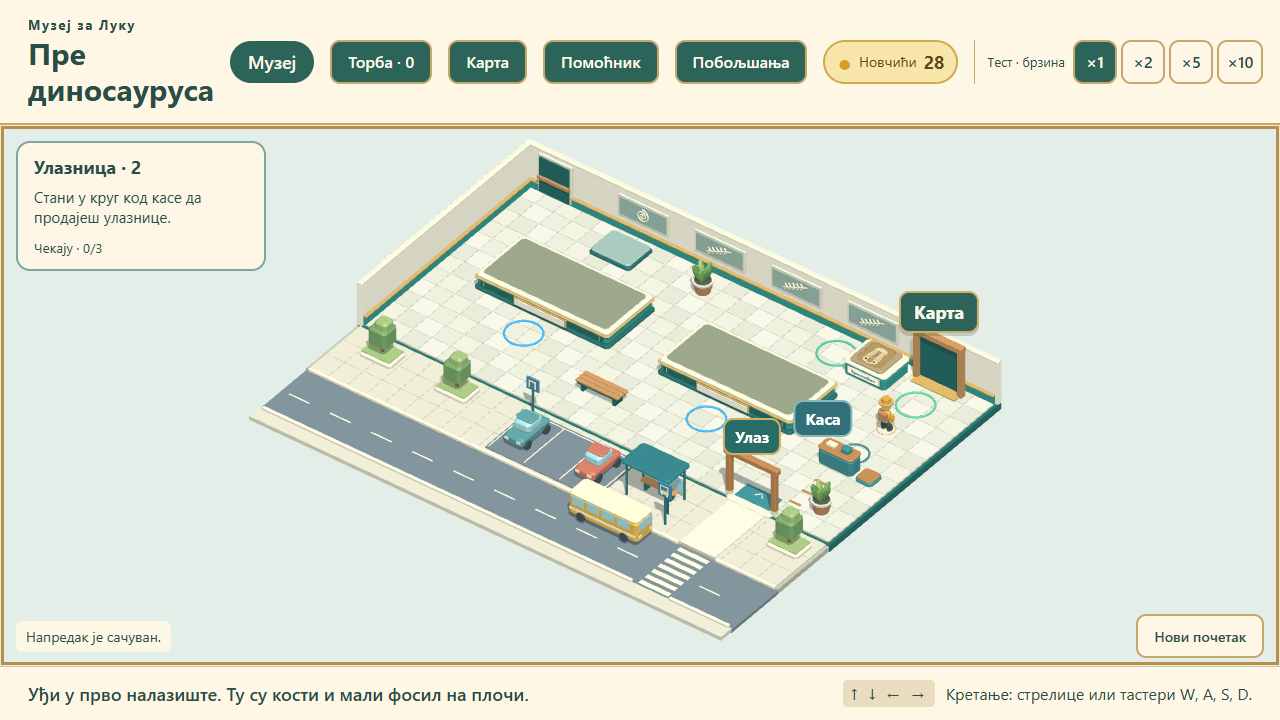 Музеј за Луку
Пре
диносауруса
Музеј
Торба · 0
Карта
Помоћник
Побољшања
Новчићи 28
Тест · брзина
×1
×2
×5
×10
Улазница · 2
Стани у круг код касе да
продајеш улазнице.
Чекају · 0/3
Карта
Каса
Улаз
Напредак је сачуван.
Нови почетак
Уђи у прво налазиште. Ту су кости и мали фосил на плочи.
↑ ↓ ← → Кретање: стрелице или тастери W, A, S, D.